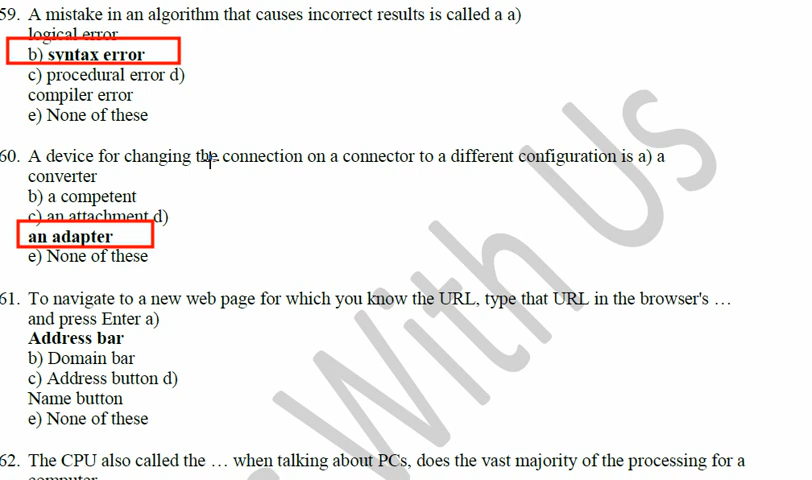 59. A mistake in an algorithm that causes incorrect results is called a a)
logical error
b) syntax error
c) procedural error d)
compiler error
e) None of these
60. A device for changing the connection on a connector to a different configuration is a) a
converter
b) a competent
c) an attachment d)
an adapter
e) None of these
61. To navigate to a new web page for which you know the URL, type that URL in the browser's …
and press Enter a)
Address bar
b) Domain bar
c) Address button d)
Name button
e) None of these
62. The CPU also called the … when talking about PCs, does the vast majority of the processing for a
computer
With Us